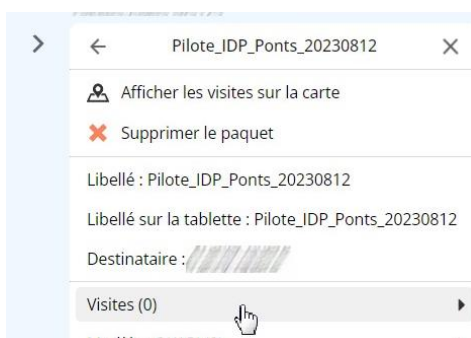 Pilote_IDP_Ponts_20230812
Afficher les visites sur la carte
Supprimer le paquet
Libellé : Pilote_IDP_Ponts_20230812
Libellé sur la tablette : Pilote_IDP_Ponts_20230812
Destinataire :
Visites (0)